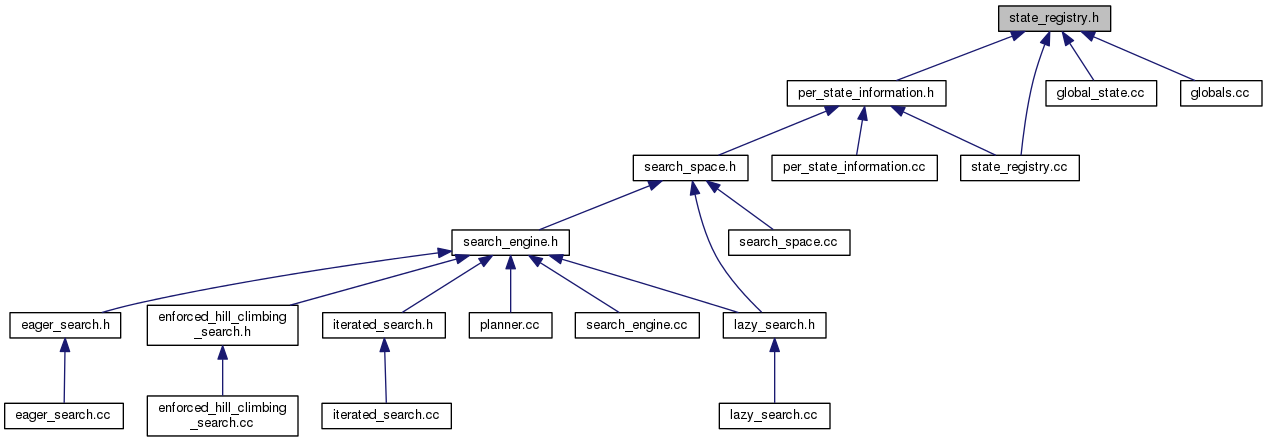 state_registry.h
per_state_information.h
global_state.cc
globals.cc
search_space.h
per_state_information.cc
state_registry.cc
search_engine.h
search_space.cc
eager_search.h
enforced_hill_climbing
_search.h
iterated_search.h
planner.cc
search_engine.cc
lazy_search.h
eager_search.cc
enforced_hill_climbing
_search.cc
iterated_search.cc
lazy_search.cc